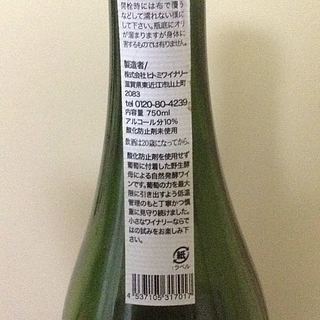 開栓時には布で覆う
などして濡れない様に
して下さい。瓶底にオリ
が溜まりますが身体に
害するものでは有りません。
製造者/
株式会社ヒトミワイナリー
滋賀県東近江市山上町
2083
tel 0120-80-4239
内容量 750ml
アルコール分10%
酸化防止剤未使用
飲酒は20歳になってから。
酸化防止剤を使用せず
葡萄に付着した野生酵
母による自然発酵ワイ
ンです。葡萄の力を最大
限に引き出すよう低温
管理のもと丁寧かつ慎
重に見守り続けました。
小さなワイナリーならで
はの試みをお楽しみ下
さい。
紙
ラベル
4 537105 317017